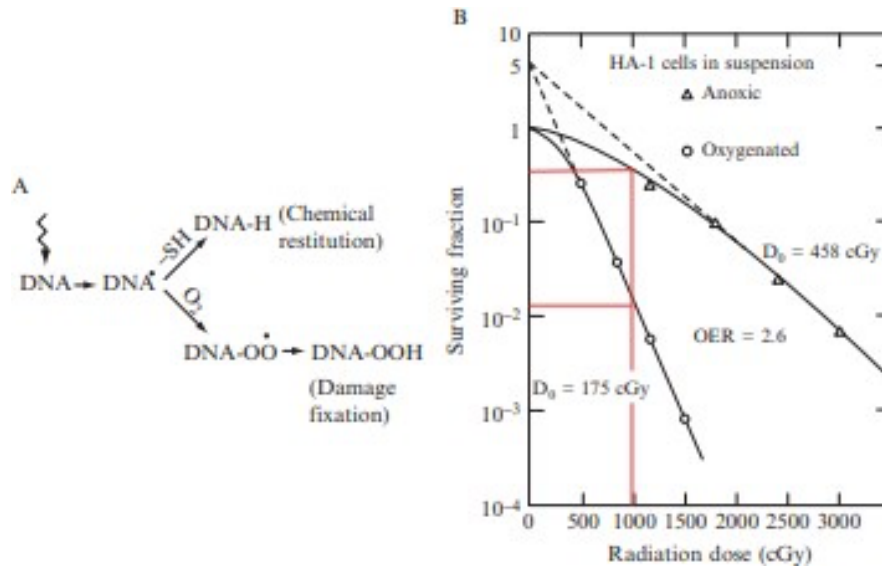 A
DNA
DNA•
–SH
DNA-H
(Chemical
restitution)
O₂
DNA-OO•
DNA-OOH
(Damage
fixation)
B
HA-1 cells in suspension
Anoxic
Oxygenated
D₀ = 458 cGy
OER = 2.6
D₀ = 175 cGy
Surviving fraction
10
5
1
10⁻¹
10⁻²
10⁻³
10⁻⁴
0 500 1000 1500 2000 2500 3000
Radiation dose (cGy)